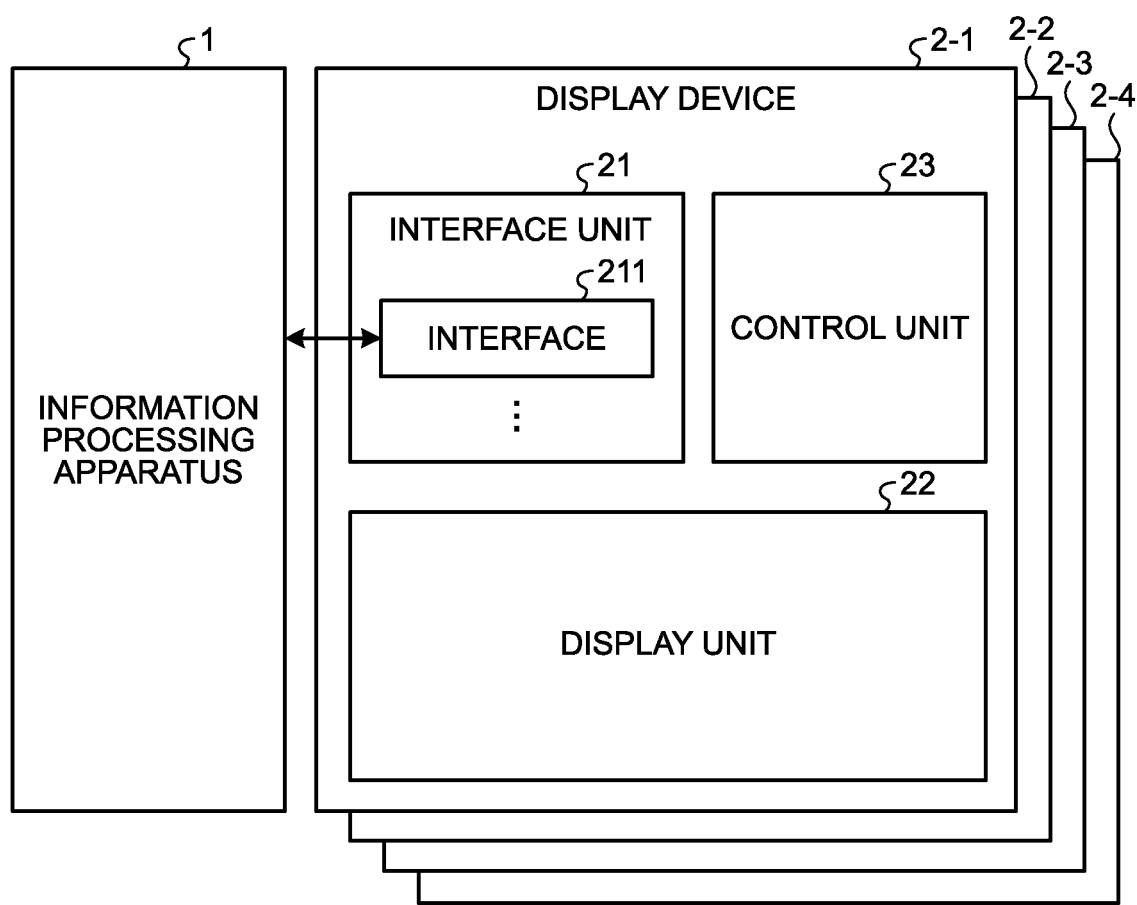 1
2-1
2-2
2-3
2-4
DISPLAY DEVICE
21
23
INTERFACE UNIT
211
INTERFACE
⋮
CONTROL UNIT
INFORMATION
PROCESSING
APPARATUS
22
DISPLAY UNIT